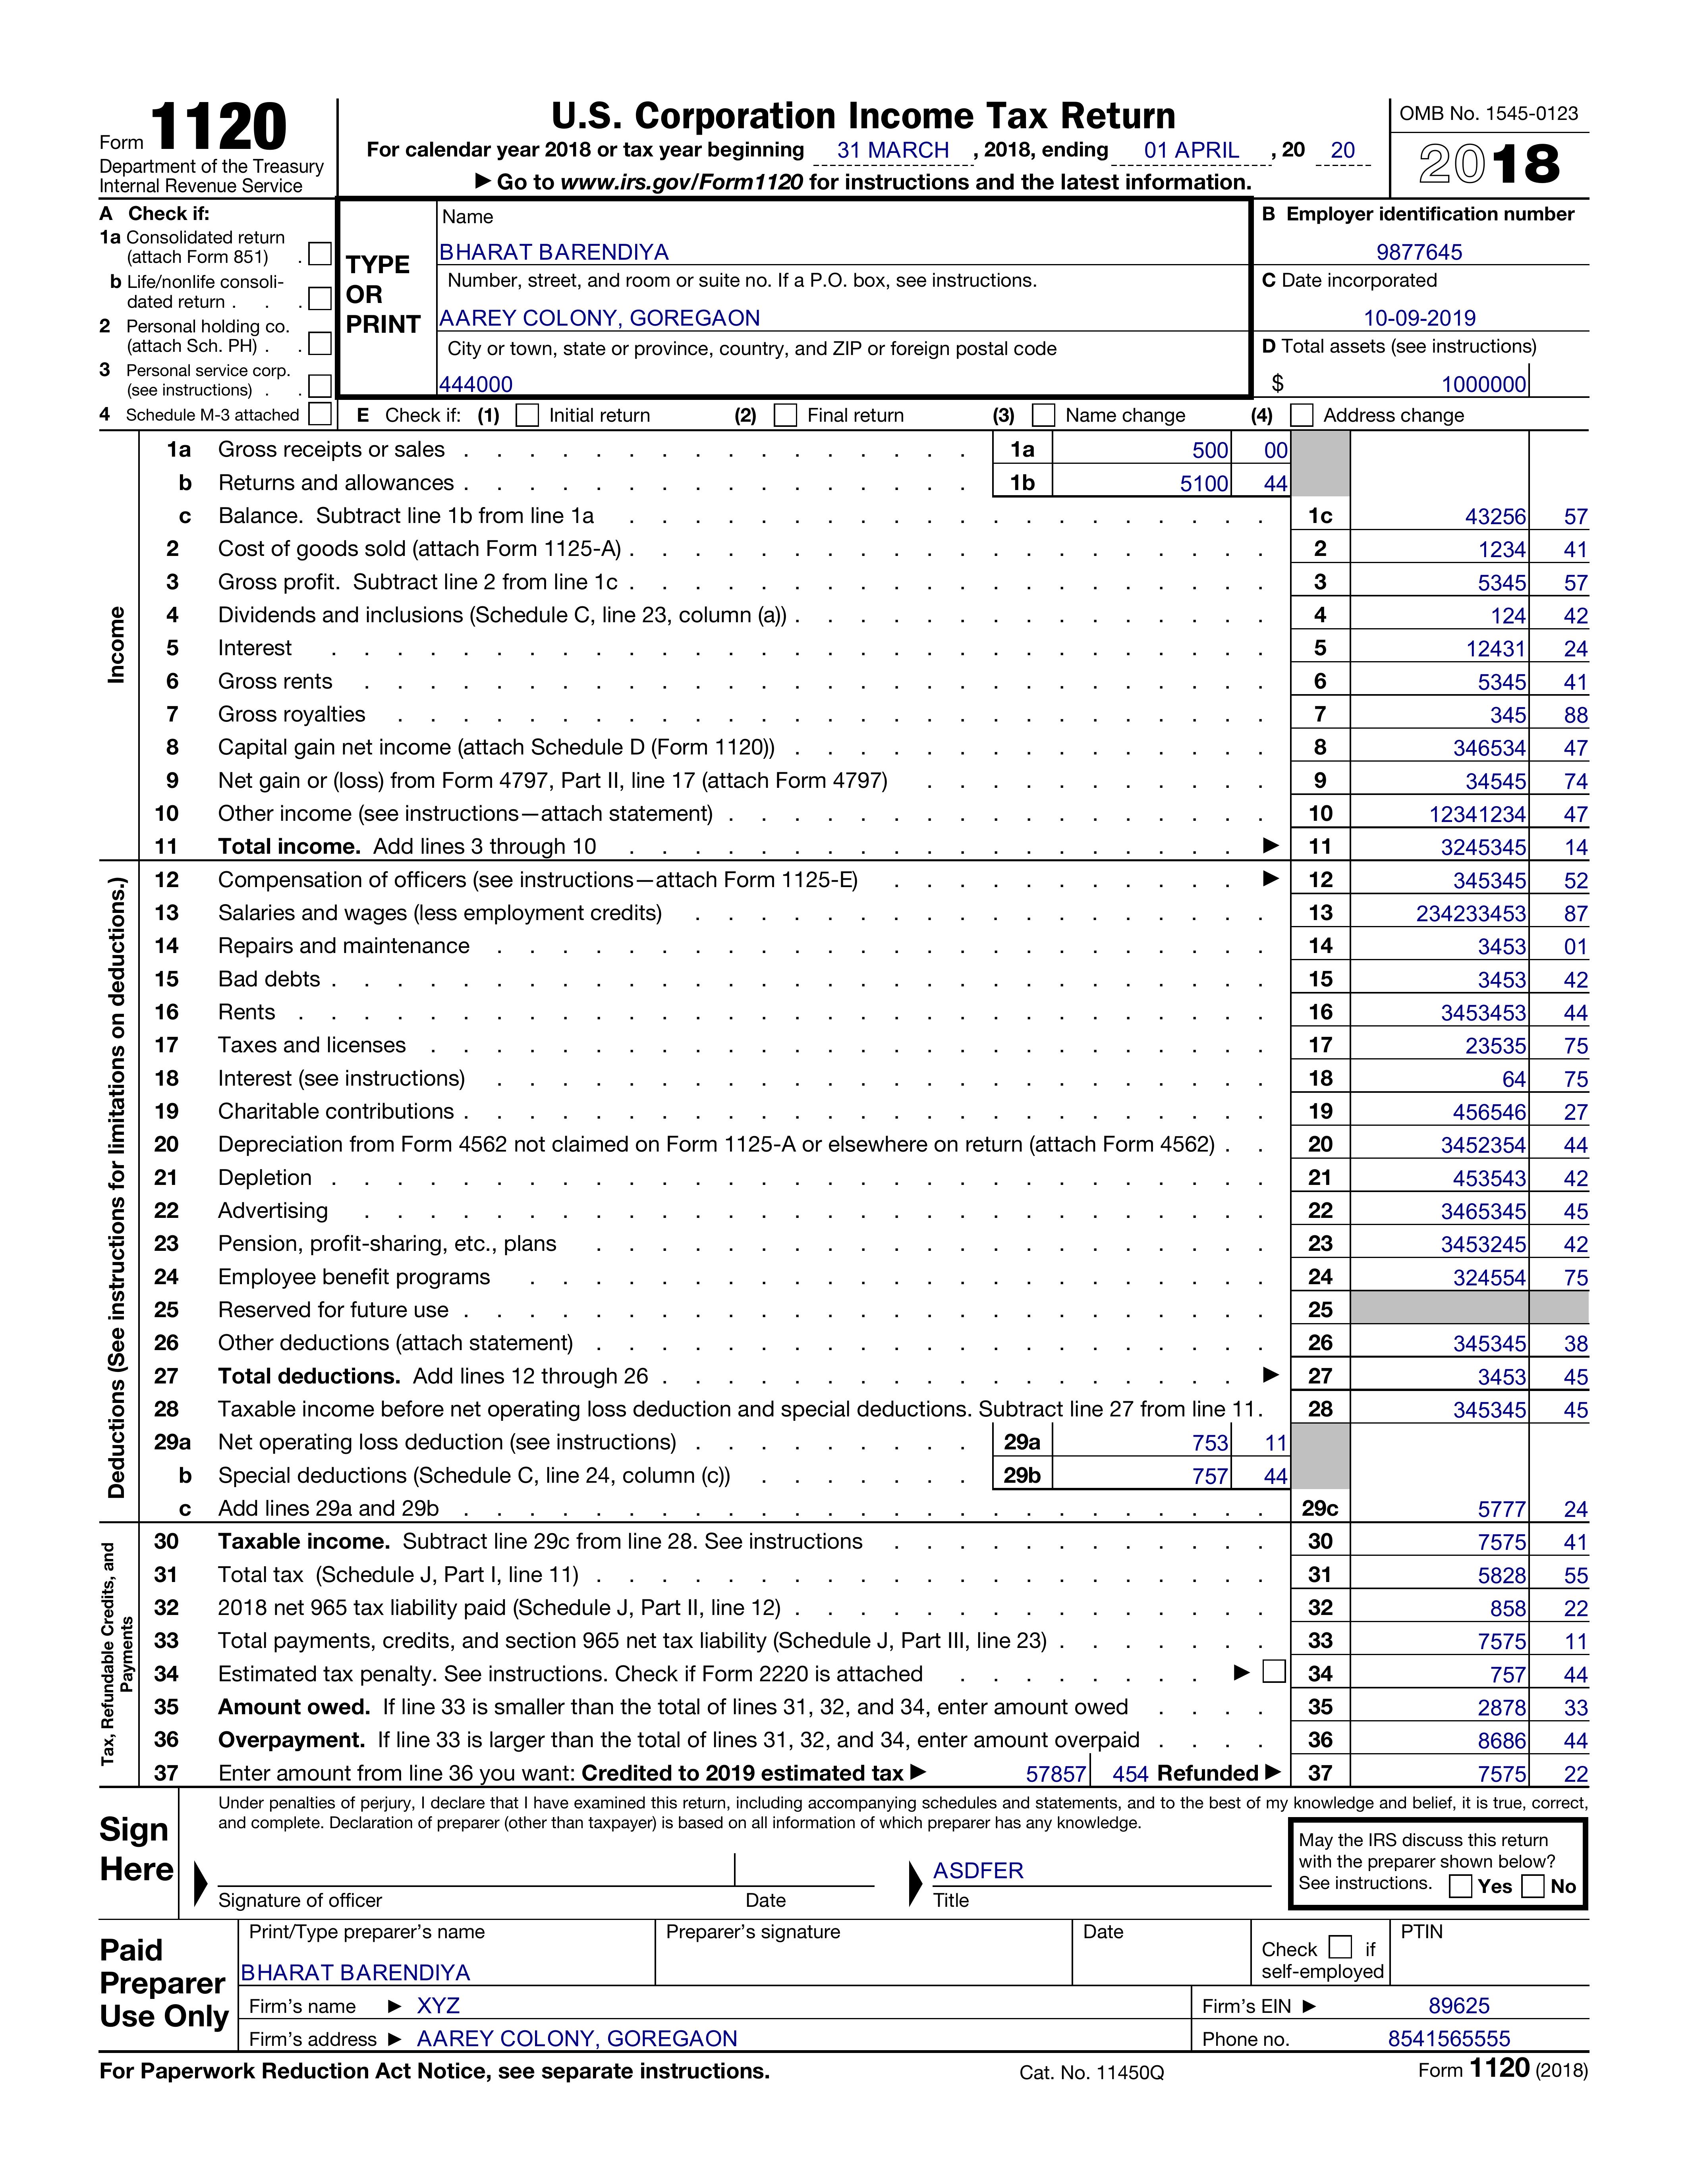 Form 1120
Department of the Treasury
Internal Revenue Service
U.S. Corporation Income Tax Return
For calendar year 2018 or tax year beginning 31 MARCH , 2018, ending 01 APRIL , 20 20
▶ Go to www.irs.gov/Form1120 for instructions and the latest information.
OMB No. 1545-0123
2018
A Check if:
1a Consolidated return
(attach Form 851) .
b Life/nonlife consoli-
dated return . . .
2 Personal holding co.
(attach Sch. PH) . .
3 Personal service corp.
(see instructions) . .
4 Schedule M-3 attached
TYPE
OR
PRINT
Name
BHARAT BARENDIYA
Number, street, and room or suite no. If a P.O. box, see instructions.
AAREY COLONY, GOREGAON
City or town, state or province, country, and ZIP or foreign postal code
444000
B Employer identification number
9877645
C Date incorporated
10-09-2019
D Total assets (see instructions)
$ 1000000
E Check if: (1) Initial return (2) Final return (3) Name change (4) Address change
Income
1a Gross receipts or sales 1a 500 00
b Returns and allowances 1b 5100 44
c Balance. Subtract line 1b from line 1a 1c 43256 57
2 Cost of goods sold (attach Form 1125-A) 2 1234 41
3 Gross profit. Subtract line 2 from line 1c 3 5345 57
4 Dividends and inclusions (Schedule C, line 23, column (a)) 4 124 42
5 Interest 5 12431 24
6 Gross rents 6 5345 41
7 Gross royalties 7 345 88
8 Capital gain net income (attach Schedule D (Form 1120)) 8 346534 47
9 Net gain or (loss) from Form 4797, Part II, line 17 (attach Form 4797) 9 34545 74
10 Other income (see instructions—attach statement) 10 12341234 47
11 Total income. Add lines 3 through 10 ▶ 11 3245345 14
Deductions (See instructions for limitations on deductions.)
12 Compensation of officers (see instructions—attach Form 1125-E) ▶ 12 345345 52
13 Salaries and wages (less employment credits) 13 234233453 87
14 Repairs and maintenance 14 3453 01
15 Bad debts 15 3453 42
16 Rents 16 3453453 44
17 Taxes and licenses 17 23535 75
18 Interest (see instructions) 18 64 75
19 Charitable contributions 19 456546 27
20 Depreciation from Form 4562 not claimed on Form 1125-A or elsewhere on return (attach Form 4562) 20 3452354 44
21 Depletion 21 453543 42
22 Advertising 22 3465345 45
23 Pension, profit-sharing, etc., plans 23 3453245 42
24 Employee benefit programs 24 324554 75
25 Reserved for future use 25
26 Other deductions (attach statement) 26 345345 38
27 Total deductions. Add lines 12 through 26 ▶ 27 3453 45
28 Taxable income before net operating loss deduction and special deductions. Subtract line 27 from line 11. 28 345345 45
29a Net operating loss deduction (see instructions) 29a 753 11
b Special deductions (Schedule C, line 24, column (c)) 29b 757 44
c Add lines 29a and 29b 29c 5777 24
Tax, Refundable Credits, and
Payments
30 Taxable income. Subtract line 29c from line 28. See instructions 30 7575 41
31 Total tax (Schedule J, Part I, line 11) 31 5828 55
32 2018 net 965 tax liability paid (Schedule J, Part II, line 12) 32 858 22
33 Total payments, credits, and section 965 net tax liability (Schedule J, Part III, line 23) 33 7575 11
34 Estimated tax penalty. See instructions. Check if Form 2220 is attached ▶ 34 757 44
35 Amount owed. If line 33 is smaller than the total of lines 31, 32, and 34, enter amount owed 35 2878 33
36 Overpayment. If line 33 is larger than the total of lines 31, 32, and 34, enter amount overpaid 36 8686 44
37 Enter amount from line 36 you want: Credited to 2019 estimated tax ▶ 57857 454 Refunded ▶ 37 7575 22
Sign
Here
Under penalties of perjury, I declare that I have examined this return, including accompanying schedules and statements, and to the best of my knowledge and belief, it is true, correct,
and complete. Declaration of preparer (other than taxpayer) is based on all information of which preparer has any knowledge.
ASDFER
Signature of officer Date Title
May the IRS discuss this return
with the preparer shown below?
See instructions. Yes No
Paid
Preparer
Use Only
Print/Type preparer's name Preparer's signature Date
BHARAT BARENDIYA
Check if
self-employed
PTIN
Firm's name ▶ XYZ Firm's EIN ▶ 89625
Firm's address ▶ AAREY COLONY, GOREGAON Phone no. 8541565555
For Paperwork Reduction Act Notice, see separate instructions. Cat. No. 11450Q Form 1120 (2018)